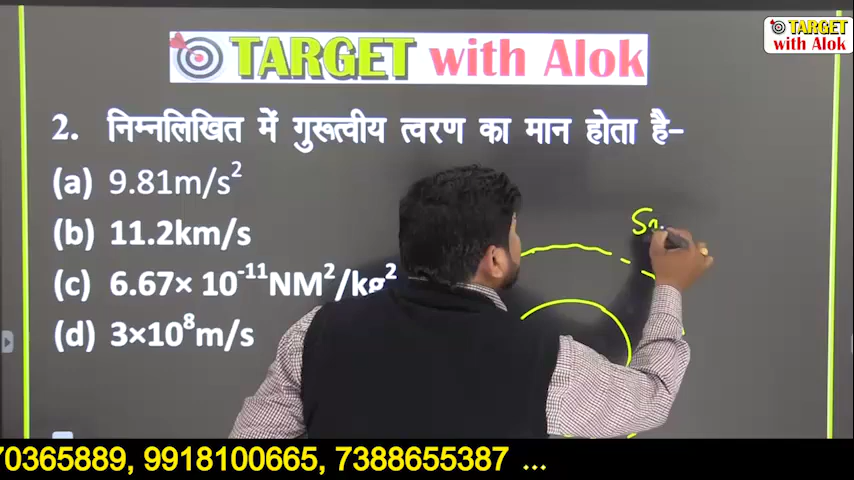 TARGET with Alok
TARGET
with Alok
2. निम्नलिखित में गुरूत्वीय त्वरण का मान होता है-
(a) 9.81m/s²
(b) 11.2km/s
(c) 6.67× 10⁻¹¹NM²/kg²
(d) 3×10⁸m/s
70365889, 9918100665, 7388655387 ...